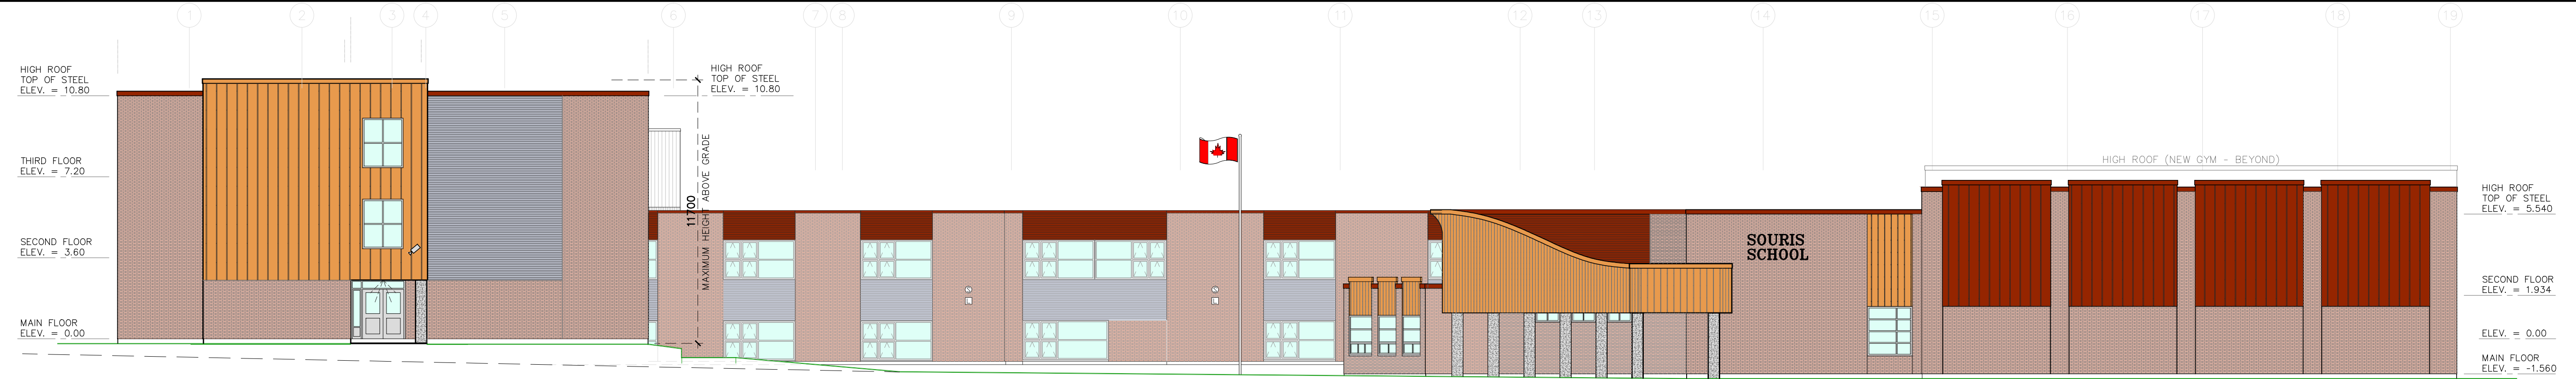 1 2 3 4 5 6 7 8 9 10 11 12 13 14 15 16 17 18 19
HIGH ROOF
TOP OF STEEL
ELEV. = 10.80
THIRD FLOOR
ELEV. = 7.20
SECOND FLOOR
ELEV. = 3.60
MAIN FLOOR
ELEV. = 0.00
HIGH ROOF
TOP OF STEEL
ELEV. = 10.80
11700
MAXIMUM HEIGHT ABOVE GRADE
SOURIS
SCHOOL
HIGH ROOF (NEW GYM - BEYOND)
HIGH ROOF
TOP OF STEEL
ELEV. = 5.540
SECOND FLOOR
ELEV. = 1.934
ELEV. = 0.00
MAIN FLOOR
ELEV. = -1.560